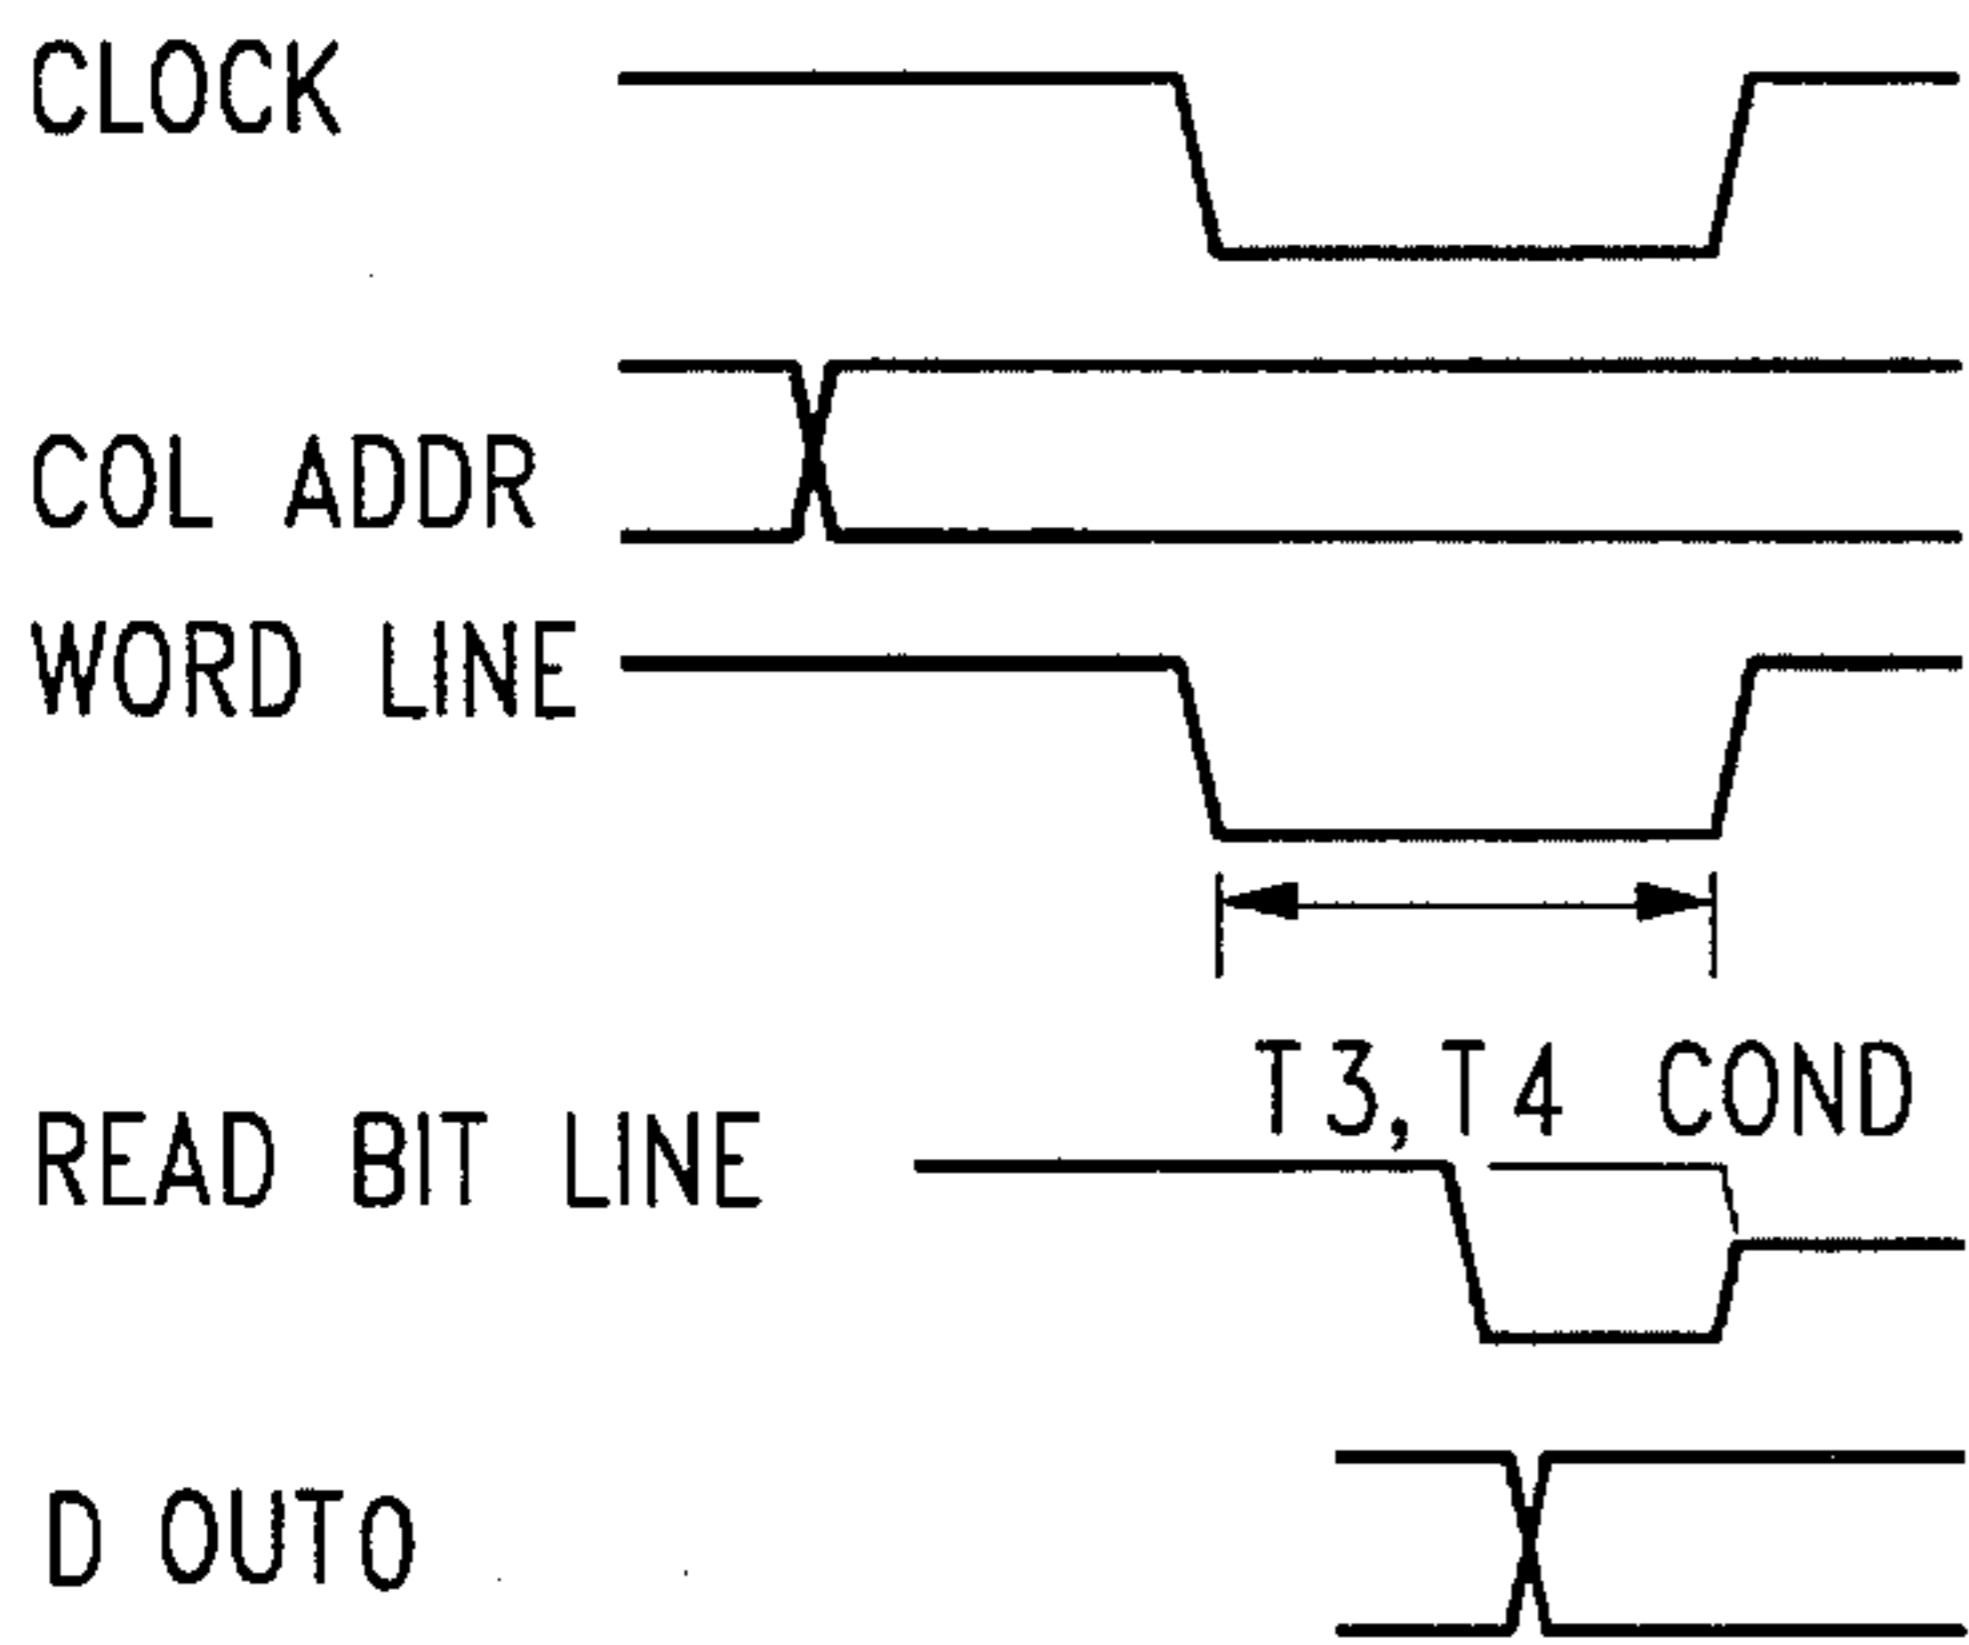 CLOCK
COL ADDR
WORD LINE
T3,T4 COND
READ BIT LINE
D OUT0